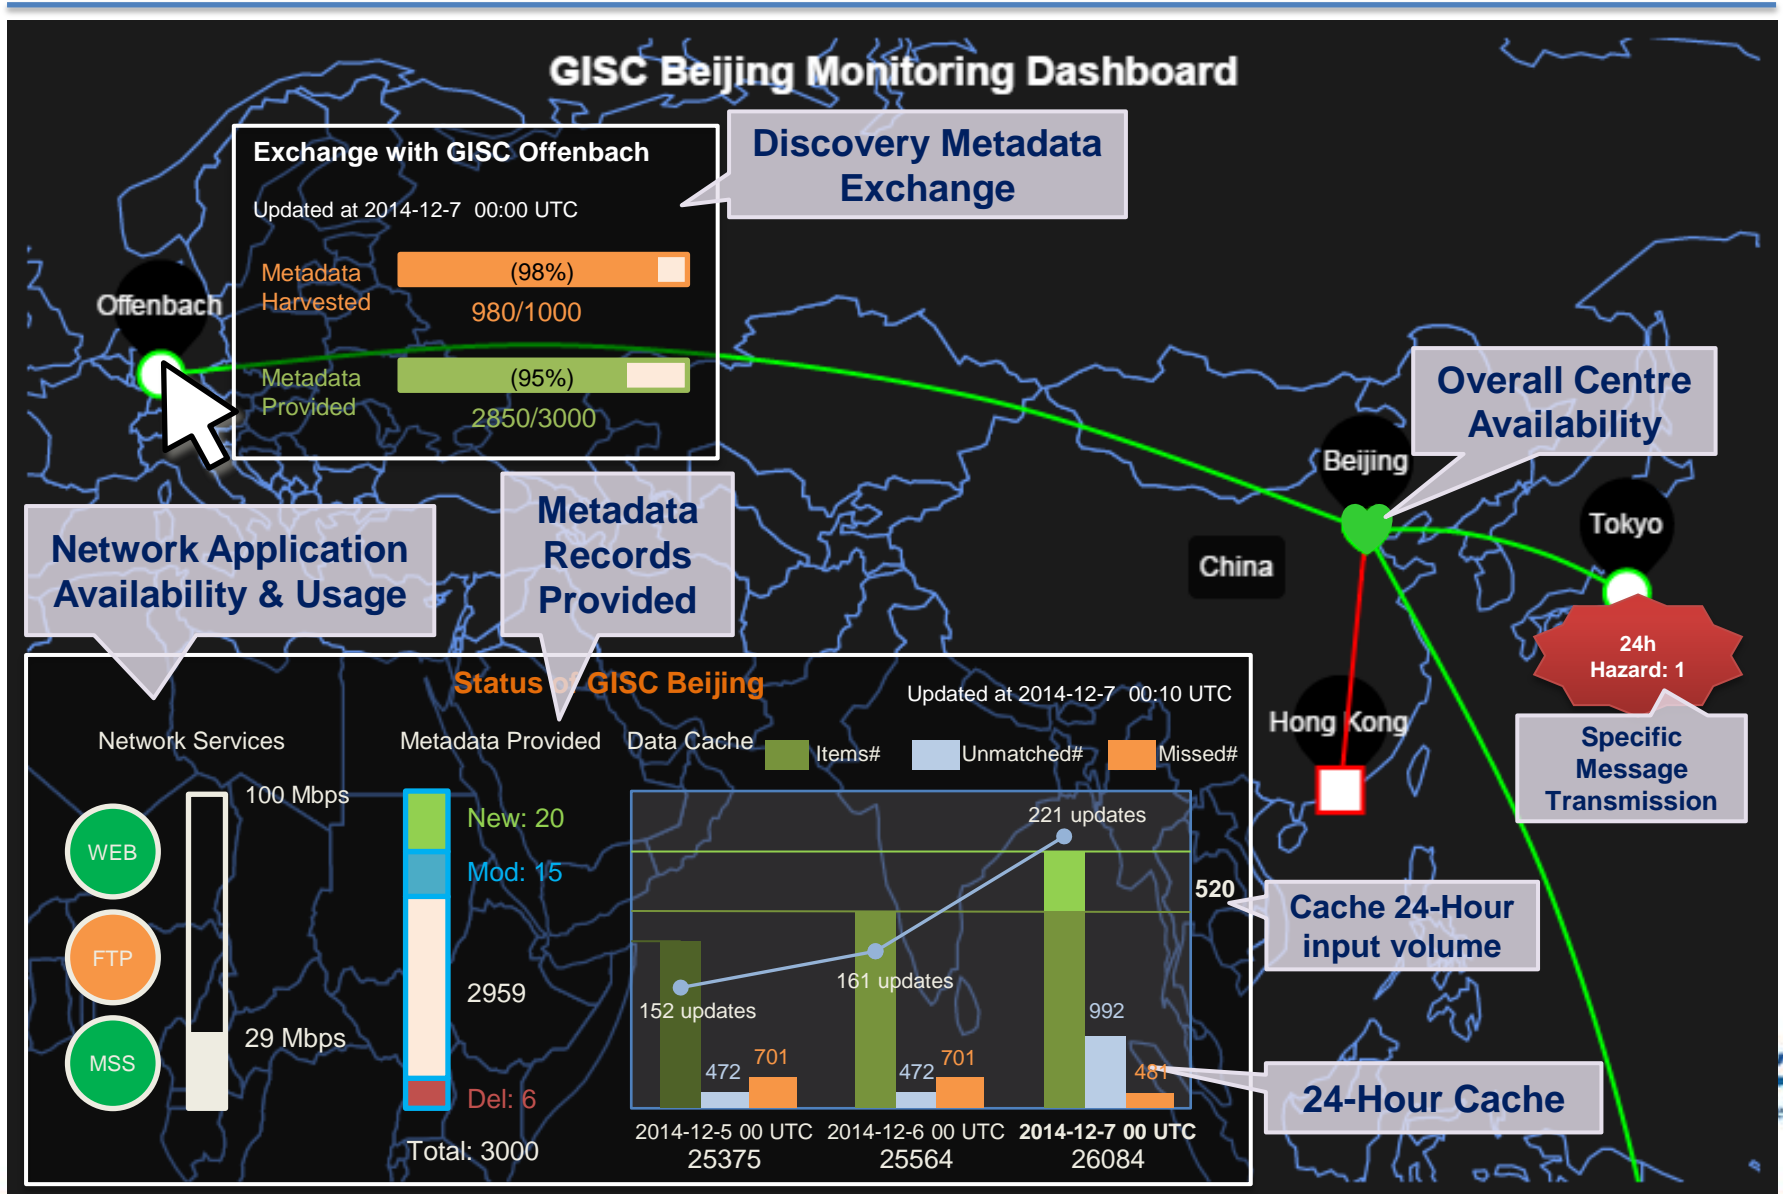 GISC Beijing Monitoring Dashboard
Exchange with GISC Offenbach
Updated at 2014-12-7 00:00 UTC
Metadata
Harvested
(98%)
980/1000
Metadata
Provided
(95%)
2850/3000
Discovery Metadata
Exchange
Offenbach
Overall Centre
Availability
Beijing
Tokyo
China
Hong Kong
24h
Hazard: 1
Specific
Message
Transmission
Network Application
Availability & Usage
Metadata
Records
Provided
Status of GISC Beijing
Updated at 2014-12-7 00:10 UTC
Network Services
WEB
FTP
MSS
100 Mbps
29 Mbps
Metadata Provided
New: 20
Mod: 15
2959
Del: 6
Total: 3000
Data Cache
Items#
Unmatched#
Missed#
221 updates
161 updates
152 updates
520
992
472
701
472
701
481
2014-12-5 00 UTC
25375
2014-12-6 00 UTC
25564
2014-12-7 00 UTC
26084
Cache 24-Hour
input volume
24-Hour Cache